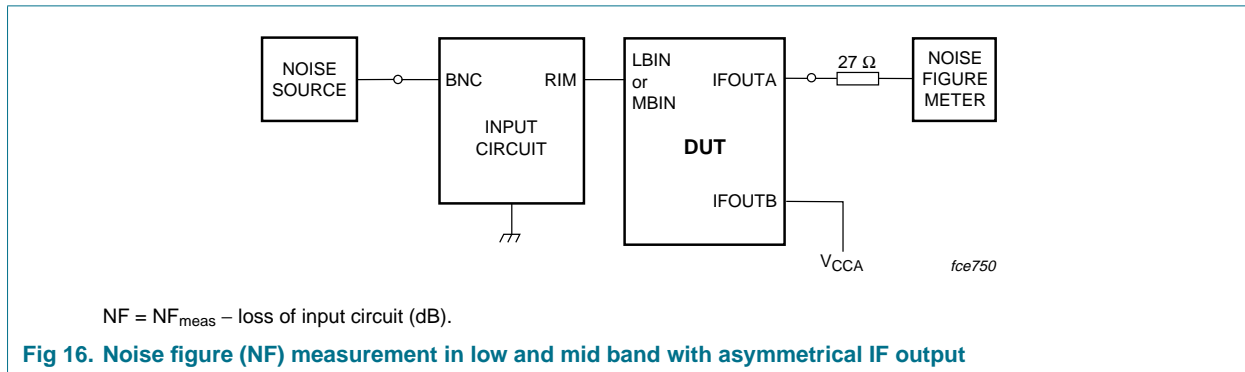 NOISE
SOURCE
BNC
RIM
INPUT
CIRCUIT
LBIN
or
MBIN
IFOUTA
DUT
IFOUTB
27 Ω
NOISE
FIGURE
METER
VCCA
fce750
NF = NFmeas – loss of input circuit (dB).
Fig 16. Noise figure (NF) measurement in low and mid band with asymmetrical IF output